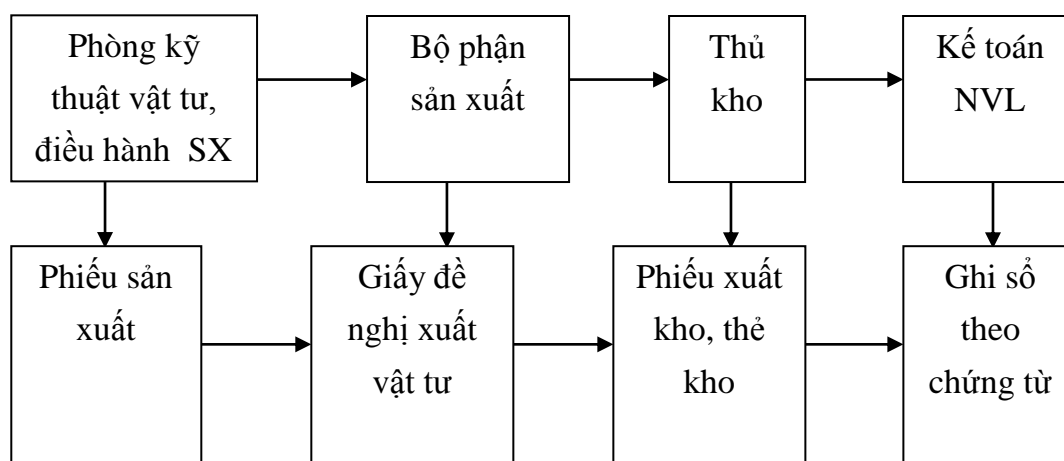 Phòng kỹ
thuật vật tư,
điều hành SX
Bộ phận
sản xuất
Thủ
kho
Kế toán
NVL
Phiếu sản
xuất
Giấy đề
nghị xuất
vật tư
Phiếu xuất
kho, thẻ
kho
Ghi sổ
theo
chứng từ